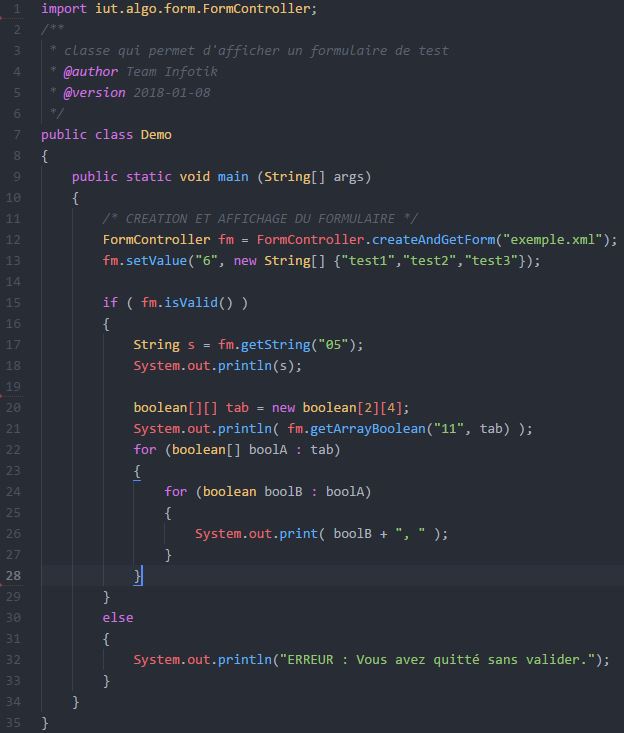 1 import iut.algo.form.FormController;
2 /**
3  * classe qui permet d'afficher un formulaire de test
4  * @author Team Infotik
5  * @version 2018-01-08
6  */
7 public class Demo
8 {
9     public static void main (String[] args)
10     {
11         /* CREATION ET AFFICHAGE DU FORMULAIRE */
12         FormController fm = FormController.createAndGetForm("exemple.xml");
13         fm.setValue("6", new String[] {"test1","test2","test3"});
14
15         if ( fm.isValid() )
16         {
17             String s = fm.getString("05");
18             System.out.println(s);
19
20             boolean[][] tab = new boolean[2][4];
21             System.out.println( fm.getArrayBoolean("11", tab) );
22             for (boolean[] boolA : tab)
23             {
24                 for (boolean boolB : boolA)
25                 {
26                     System.out.print( boolB + ", " );
27                 }
28             }
29         }
30         else
31         {
32             System.out.println("ERREUR : Vous avez quitté sans valider.");
33         }
34     }
35 }